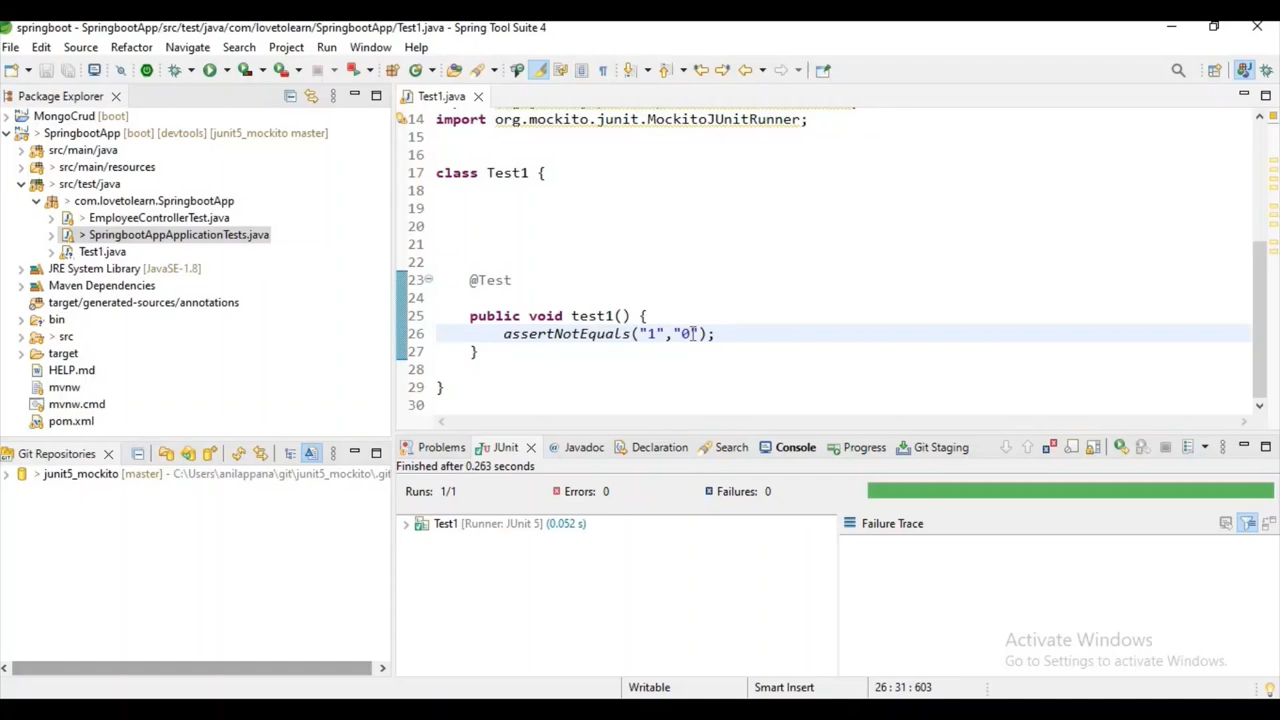 springboot - SpringbootApp/src/test/java/com/lovetolearn/SpringbootApp/Test1.java - Spring Tool Suite 4
File Edit Source Refactor Navigate Search Project Run Window Help
Package Explorer
MongoCrud [boot]
> SpringbootApp [boot] [devtools] [junit5_mockito master]
src/main/java
> src/main/resources
> src/test/java
> com.lovetolearn.SpringbootApp
> EmployeeControllerTest.java
> SpringbootAppApplicationTests.java
Test1.java
JRE System Library [JavaSE-1.8]
Maven Dependencies
target/generated-sources/annotations
> bin
> src
> target
HELP.md
mvnw
mvnw.cmd
pom.xml
Git Repositories
> junit5_mockito [master] - C:\Users\anilappana\git\junit5_mockito\.git
Test1.java
14 import org.mockito.junit.MockitoJUnitRunner;
15
16
17 class Test1 {
18
19
20
21
22
23 @Test
24
25 public void test1() {
26 assertNotEquals("1","0");
27 }
28
29 }
30
Problems JUnit Javadoc Declaration Search Console Progress Git Staging
Finished after 0.263 seconds
Runs: 1/1 Errors: 0 Failures: 0
Test1 [Runner: JUnit 5] (0.052 s)
Failure Trace
Activate Windows
Go to Settings to activate Windows.
Writable Smart Insert 26 : 31 : 603